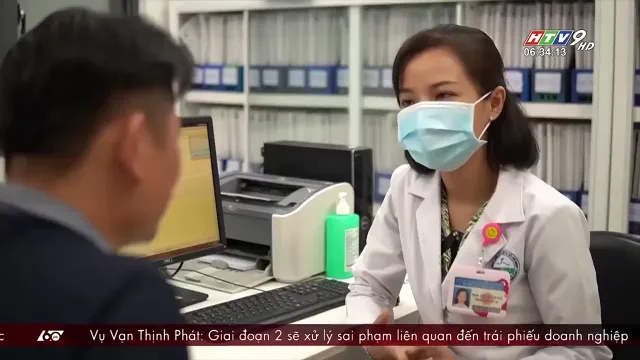 HTV9 HD
06:34:13
c 60 Vụ Vạn Thịnh Phát: Giai đoạn 2 sẽ xử lý sai phạm liên quan đến trái phiếu doanh nghiệp